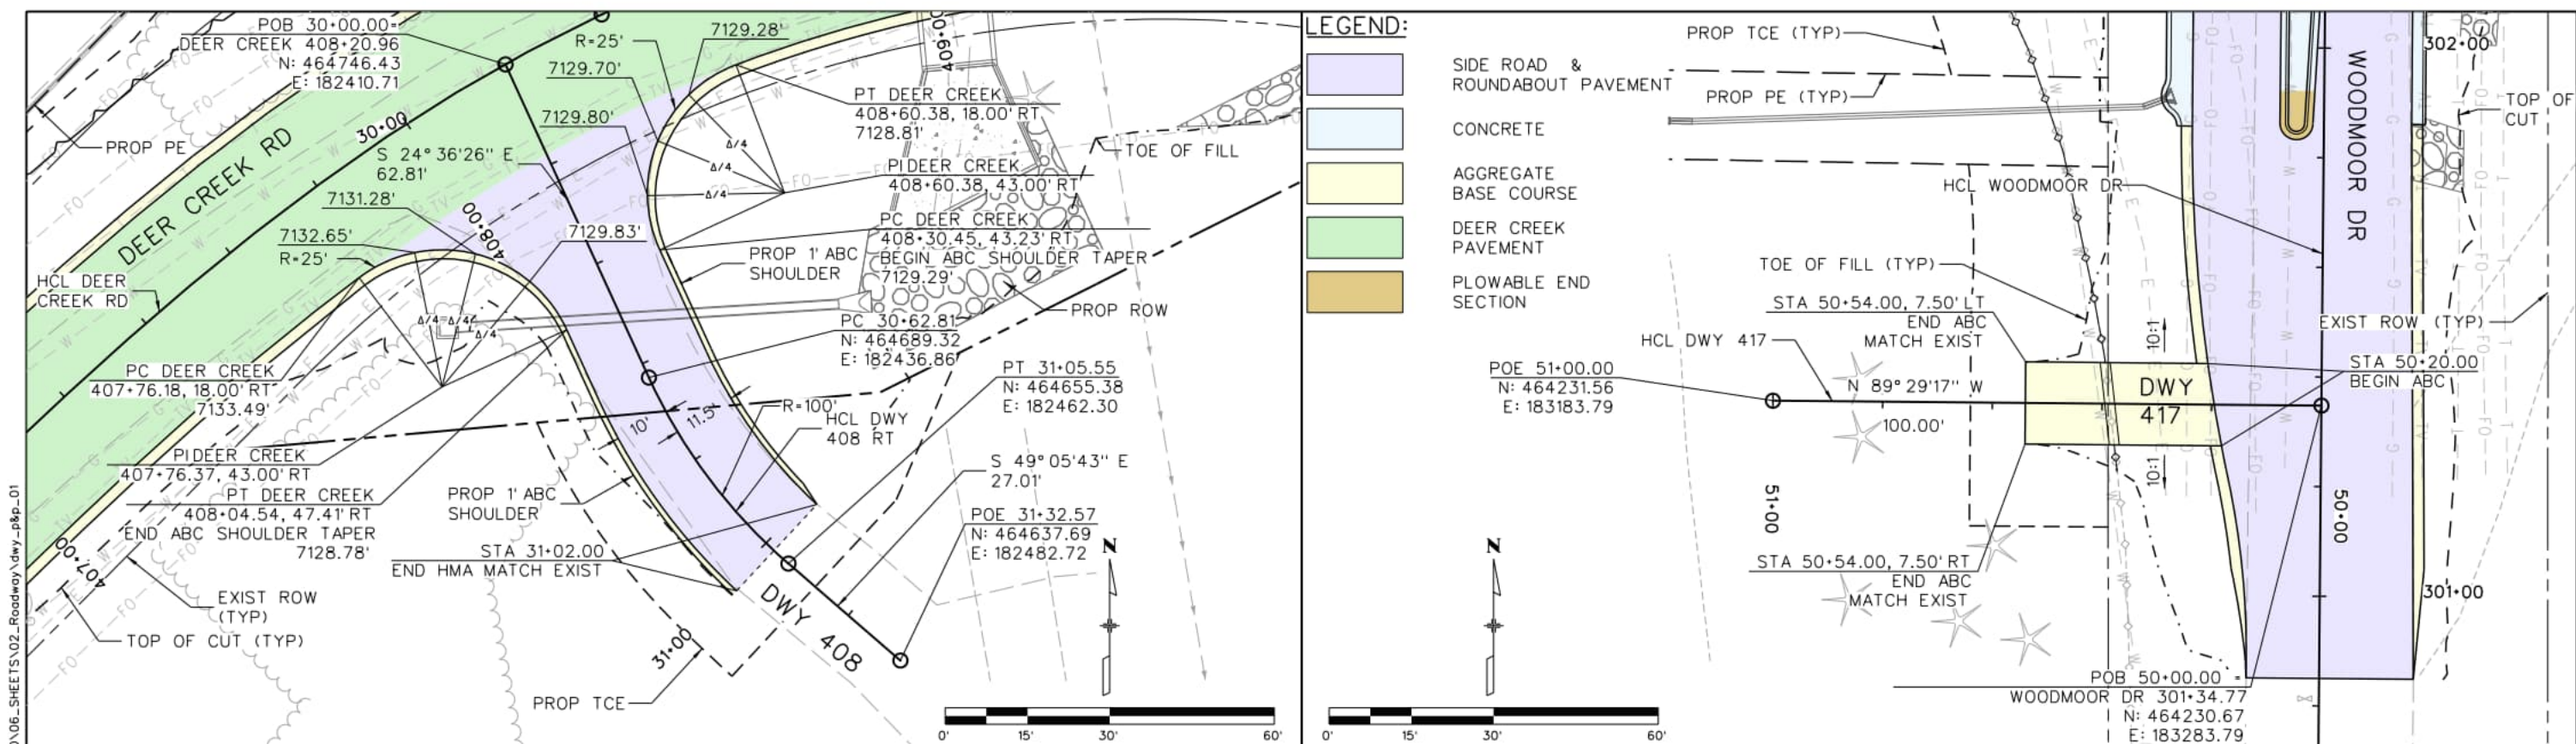 POB 30+00.00=
DEER CREEK 408+20.96
N: 464746.43
E: 182410.71
PROP PE
DEER CREEK RD
30+00
S 24°36'26" E
62.81'
R=25'
7129.28'
7129.70'
7129.80'
409+00
PT DEER CREEK
408+60.38, 18.00' RT
7128.81'
TOE OF FILL
PI DEER CREEK
408+60.38, 43.00' RT
PC DEER CREEK
408+30.45, 43.23' RT
BEGIN ABC SHOULDER TAPER
7129.29'
Δ/4
Δ/4
Δ/4
7131.28'
408+00
7132.65'
R=25'
7129.83'
PROP 1' ABC
SHOULDER
HCL DEER
CREEK RD
PROP ROW
Δ/4
Δ/4
Δ/4
PC 30+62.81
N: 464689.32
E: 182436.86
PC DEER CREEK
407+76.18, 18.00' RT
7133.49'
PT 31+05.55
N: 464655.38
E: 182462.30
R=100'
10'
11.5'
HCL DWY
408 RT
PI DEER CREEK
407+76.37, 43.00' RT
PT DEER CREEK
408+04.54, 47.41' RT
END ABC SHOULDER TAPER
7128.78'
PROP 1' ABC
SHOULDER
S 49°05'43" E
27.01'
POE 31+32.57
N: 464637.69
E: 182482.72
STA 31+02.00
END HMA MATCH EXIST
407+00
EXIST ROW
(TYP)
TOP OF CUT (TYP)
DWY 408
31+00
PROP TCE
N
0'
15'
30'
60'
06_SHEETS\02_Roadway\dwy_p&p_01
LEGEND:
SIDE ROAD &
ROUNDABOUT PAVEMENT
CONCRETE
AGGREGATE
BASE COURSE
DEER CREEK
PAVEMENT
PLOWABLE END
SECTION
PROP TCE (TYP)
PROP PE (TYP)
302+00
WOODMOOR DR
TOP OF
CUT
HCL WOODMOOR DR
TOE OF FILL (TYP)
STA 50+54.00, 7.50' LT
END ABC
MATCH EXIST
10:1
EXIST ROW (TYP)
HCL DWY 417
POE 51+00.00
N: 464231.56
E: 183183.79
N 89°29'17" W
100.00'
DWY
417
STA 50+20.00
BEGIN ABC
10:1
51+00
50+00
STA 50+54.00, 7.50' RT
END ABC
MATCH EXIST
301+00
POB 50+00.00 =
WOODMOOR DR 301+34.77
N: 464230.67
E: 183283.79
N
0'
15'
30'
60'